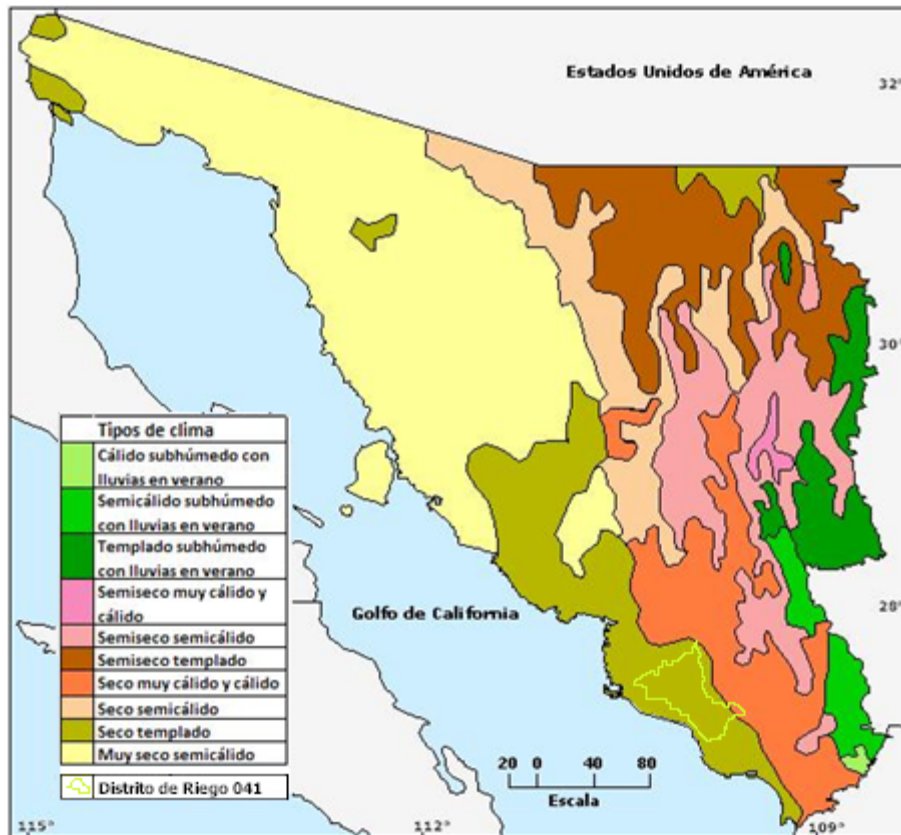 Estados Unidos de América
32°
30°
Tipos de clima
Cálido subhúmedo con
lluvias en verano
Semicálido subhúmedo
con lluvias en verano
Templado subhúmedo
con lluvias en verano
Semiseco muy cálido y
cálido
Semiseco semicálido
Semiseco templado
Seco muy cálido y cálido
Seco semicálido
Seco templado
Muy seco semicálido
Distrito de Riego 041
Golfo de California
28°
20 0 40 80
Escala
115° 112° 109°